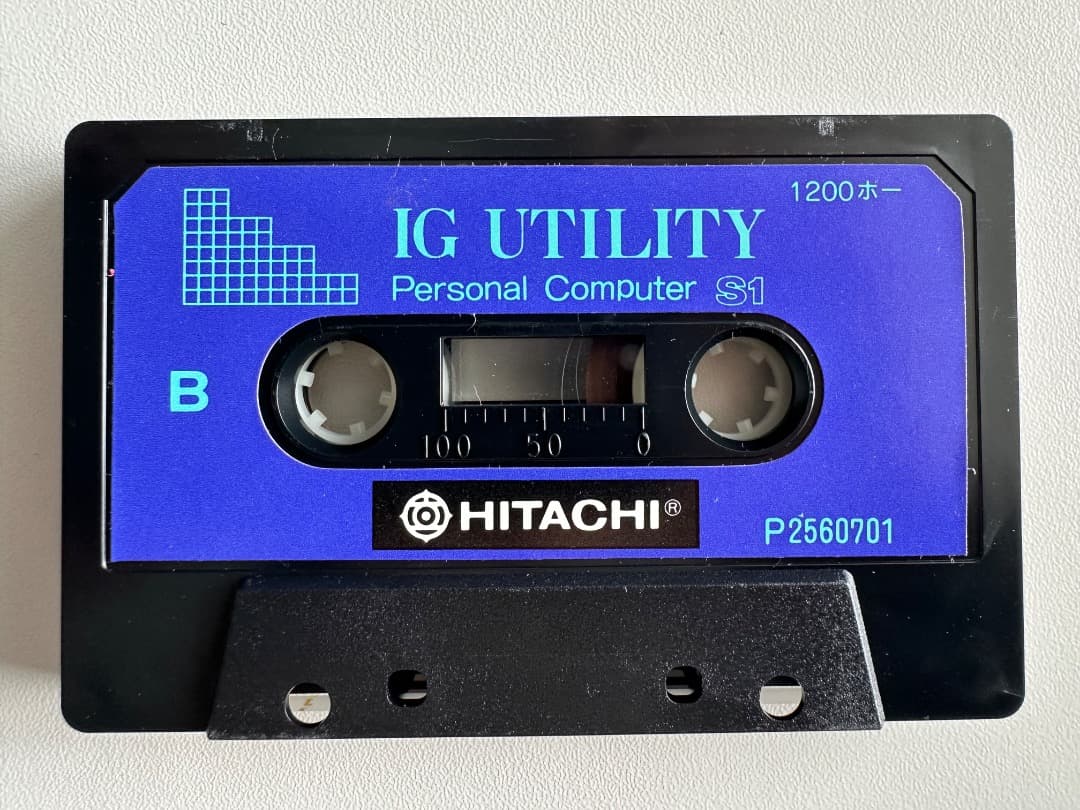 1200ボー
IG UTILITY
Personal Computer S1
B
100 50 0
HITACHI®
P2560701